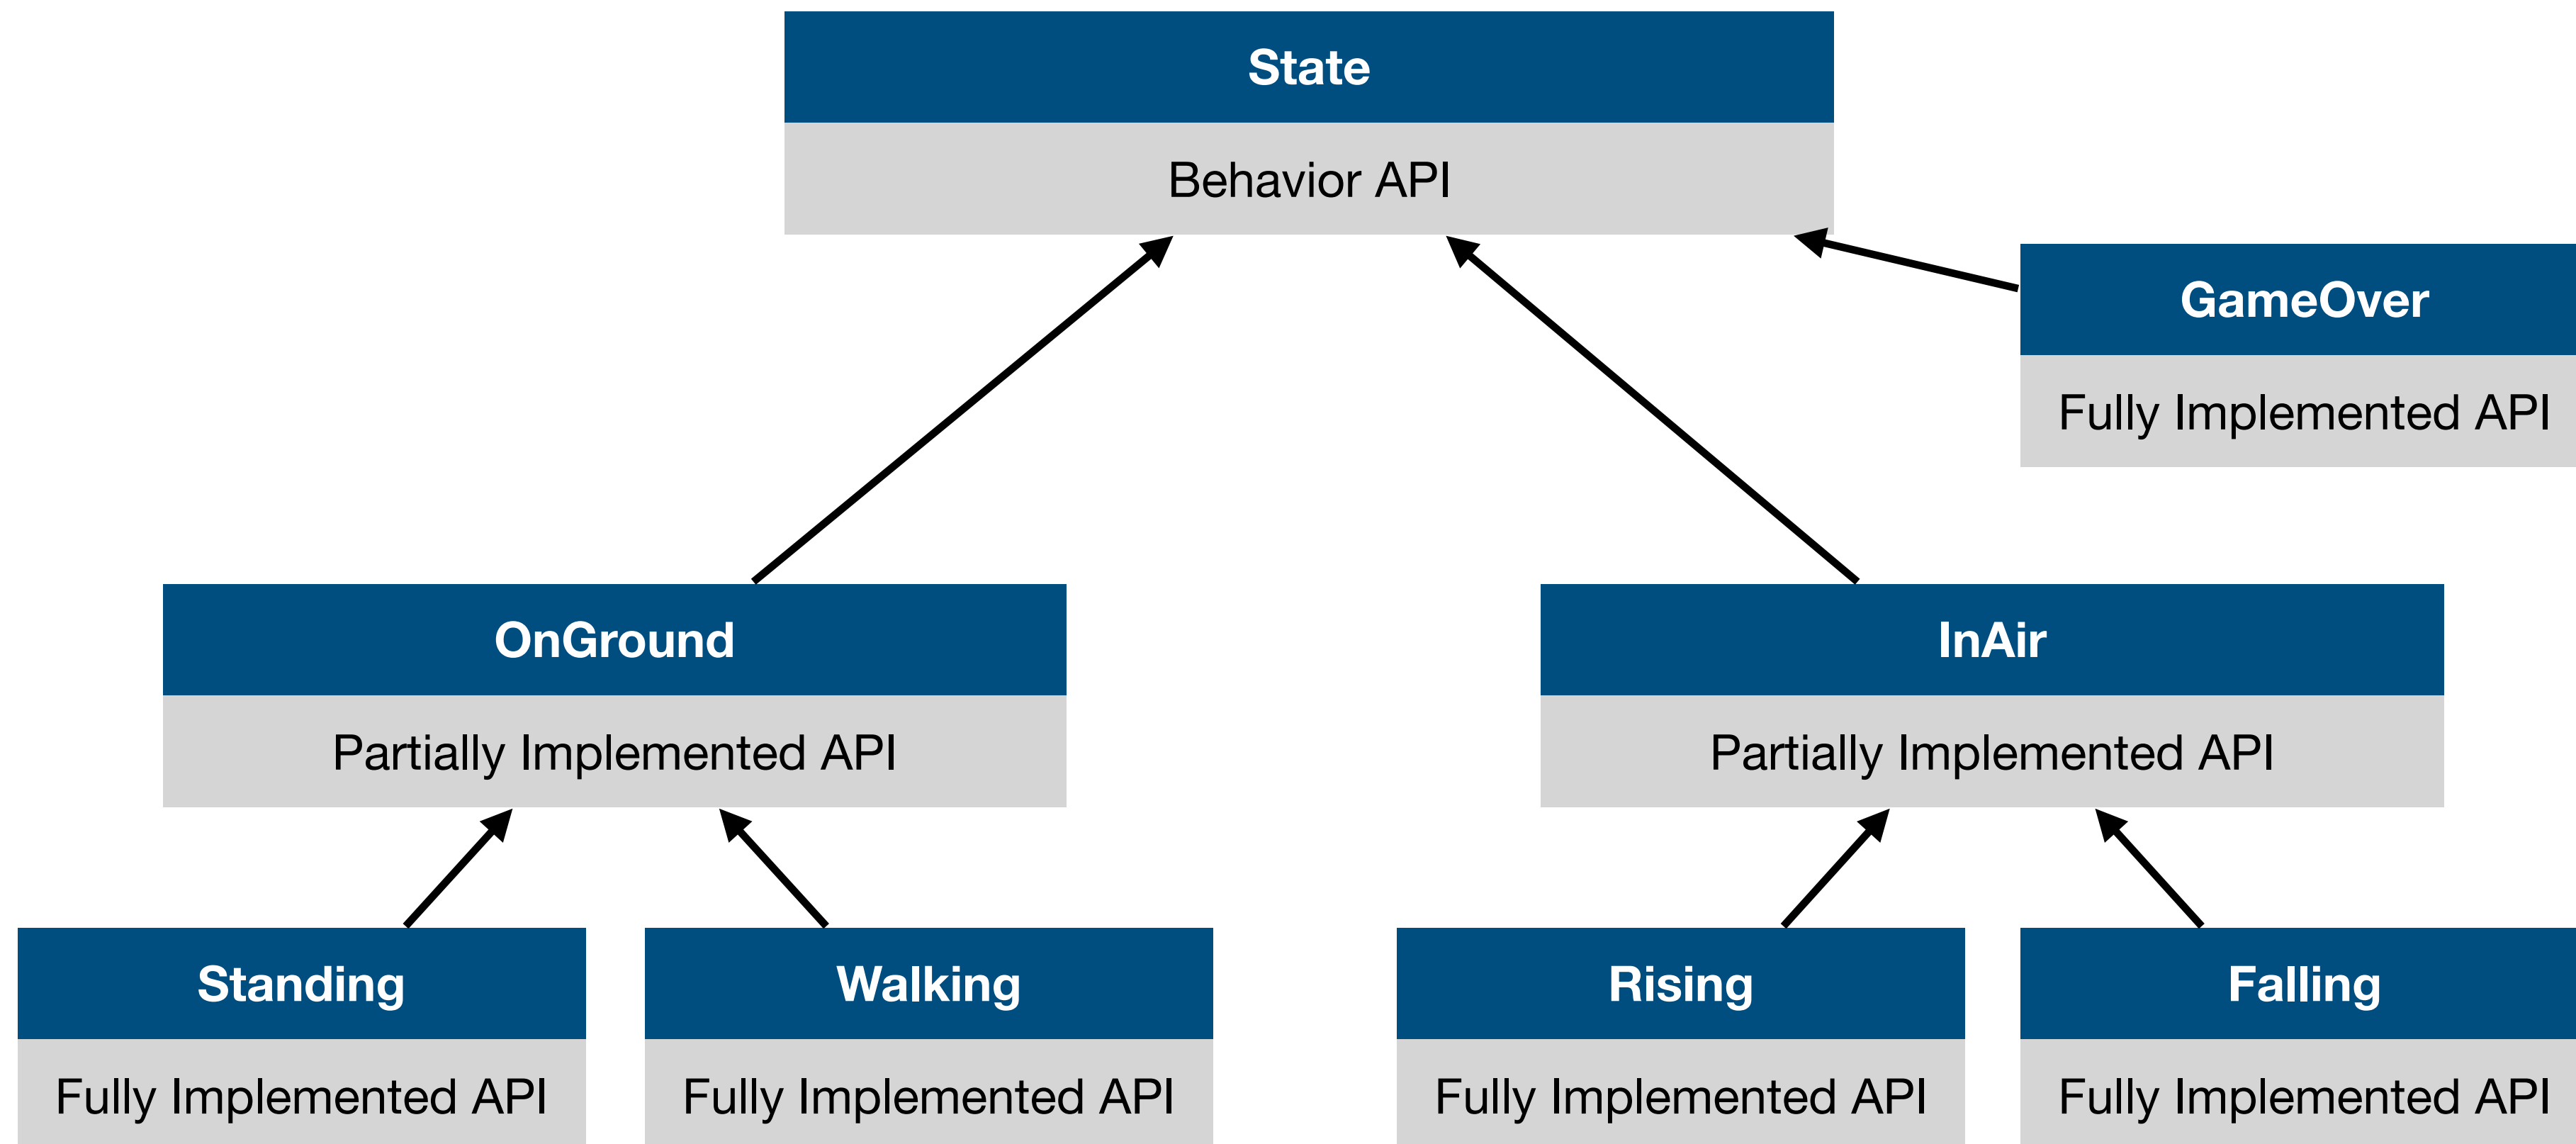 State
Behavior API
GameOver
Fully Implemented API
OnGround
Partially Implemented API
InAir
Partially Implemented API
Standing
Fully Implemented API
Walking
Fully Implemented API
Rising
Fully Implemented API
Falling
Fully Implemented API